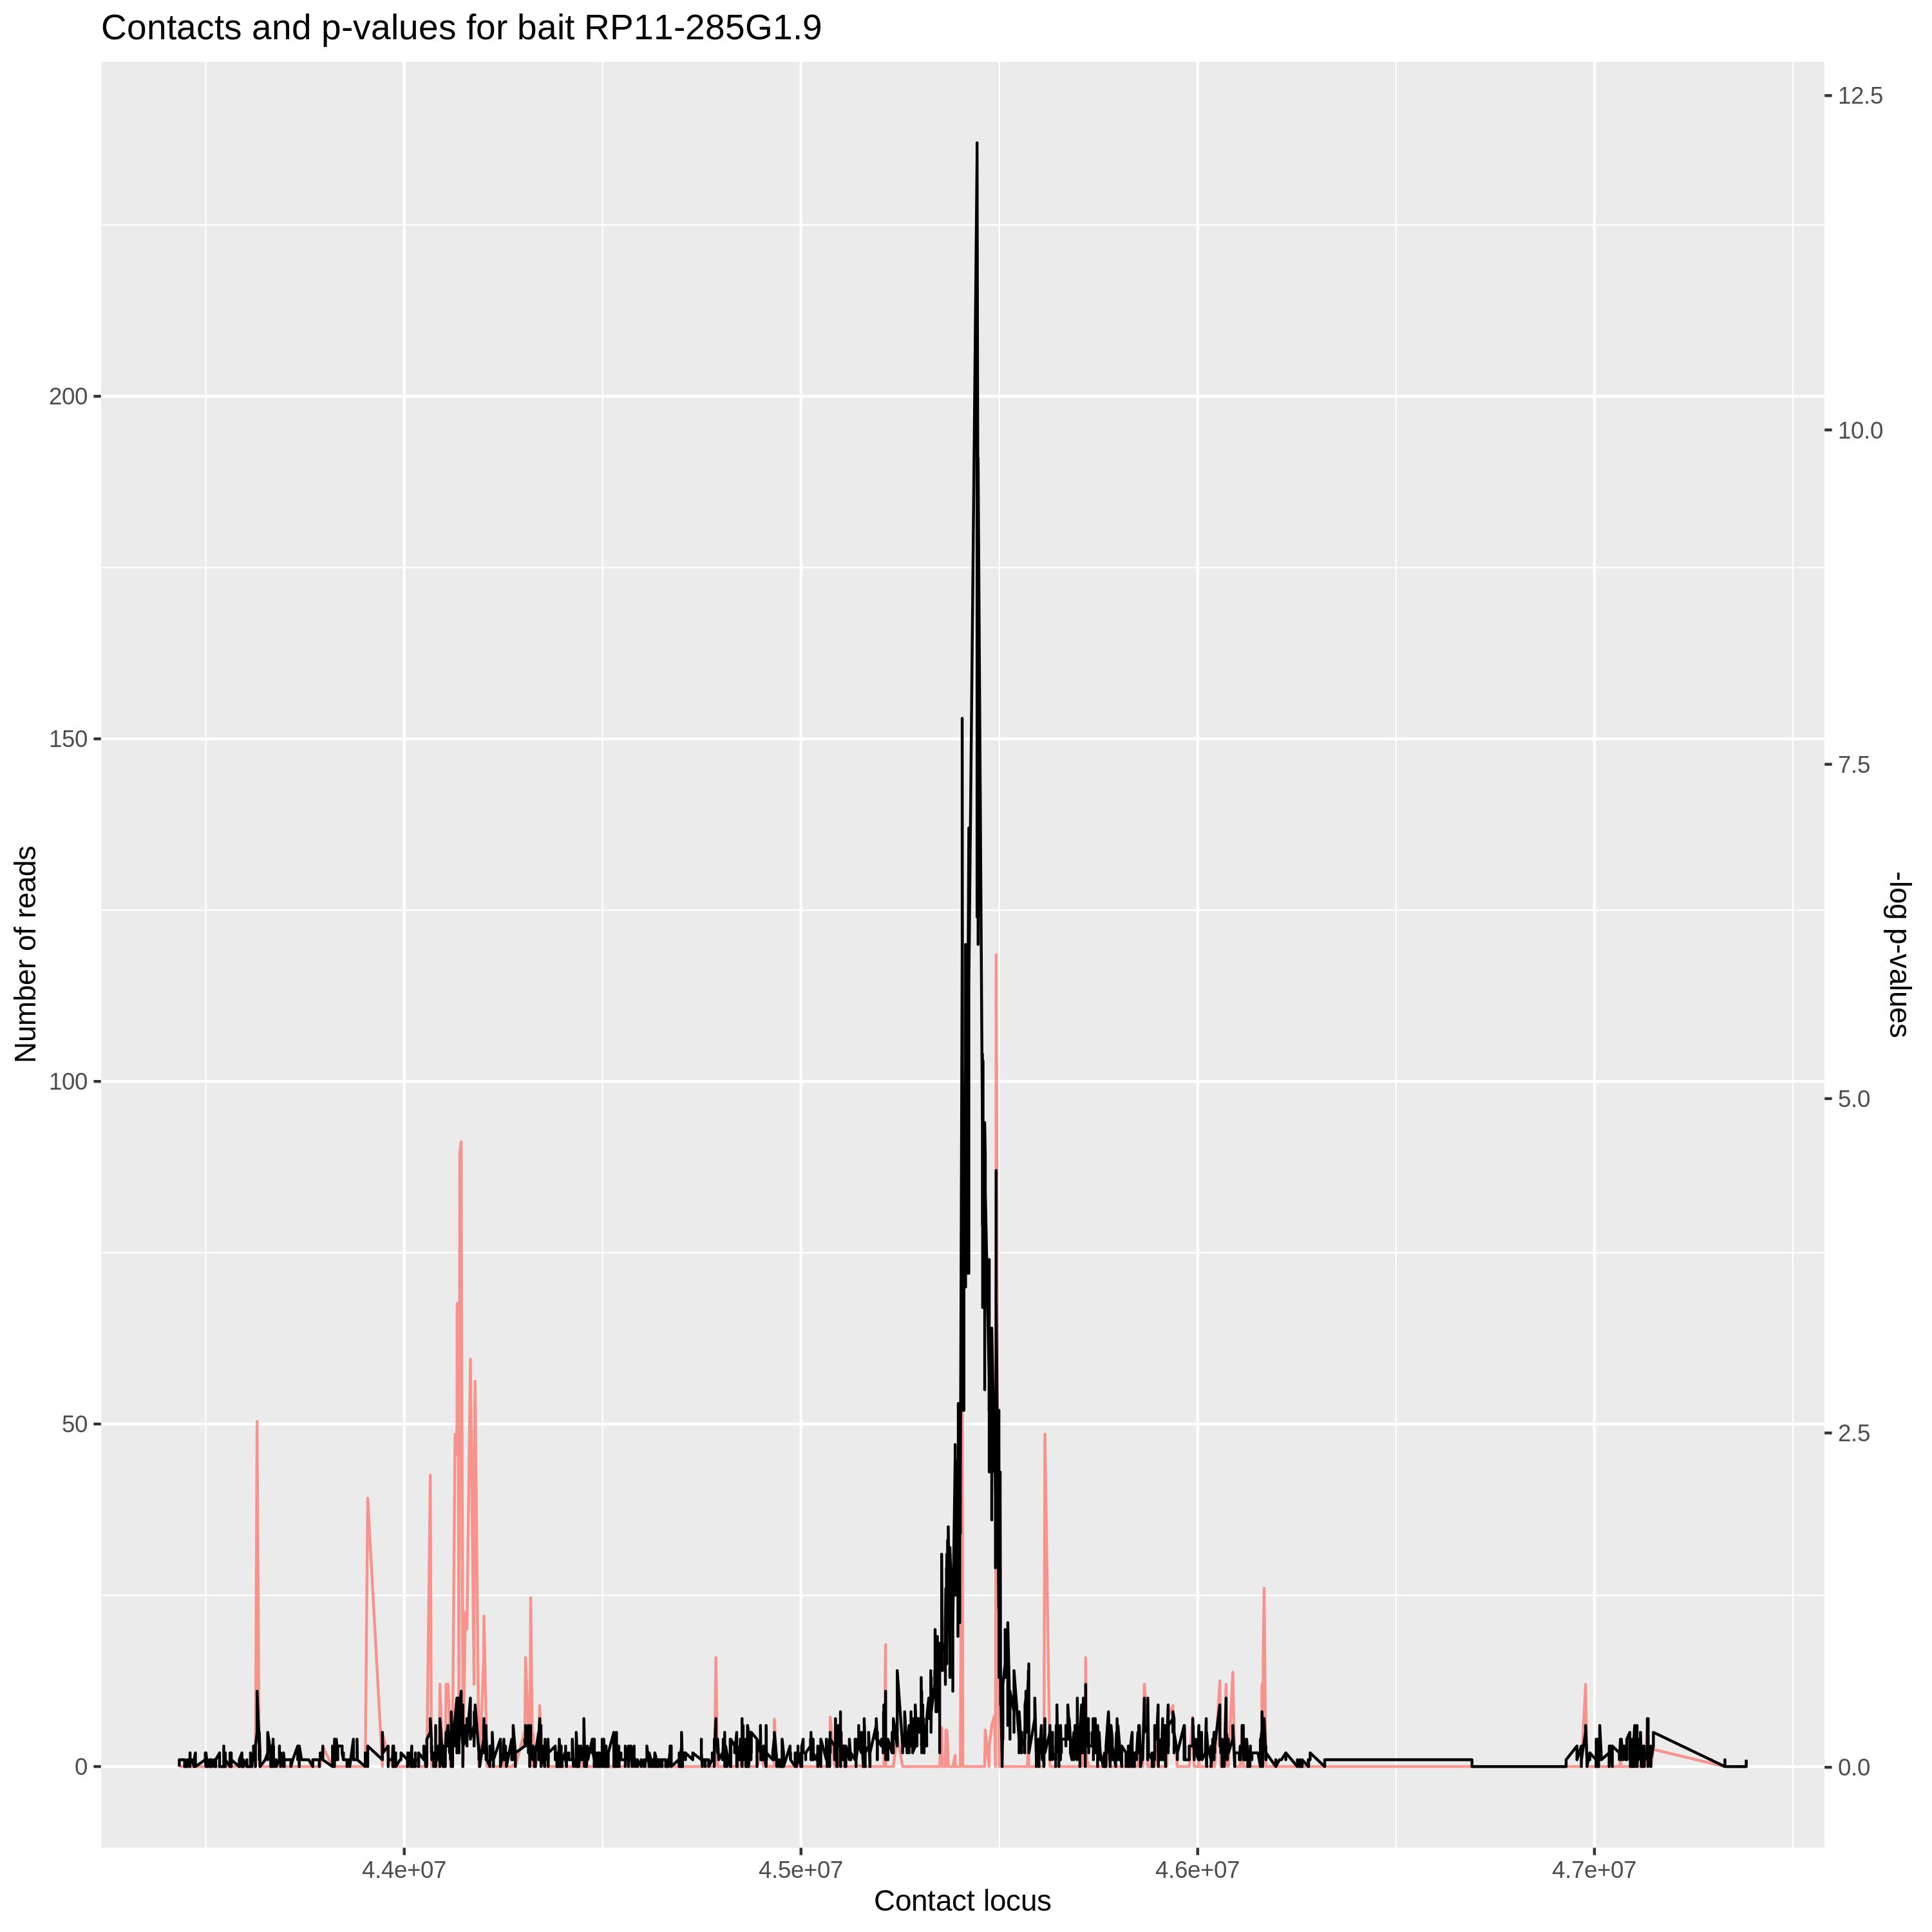 Contacts and p-values for bait RP11-285G1.9
Number of reads
200
150
100
50
0
12.5
10.0
7.5
5.0
2.5
0.0
-log p-values
4.4e+07
4.5e+07
4.6e+07
4.7e+07
Contact locus